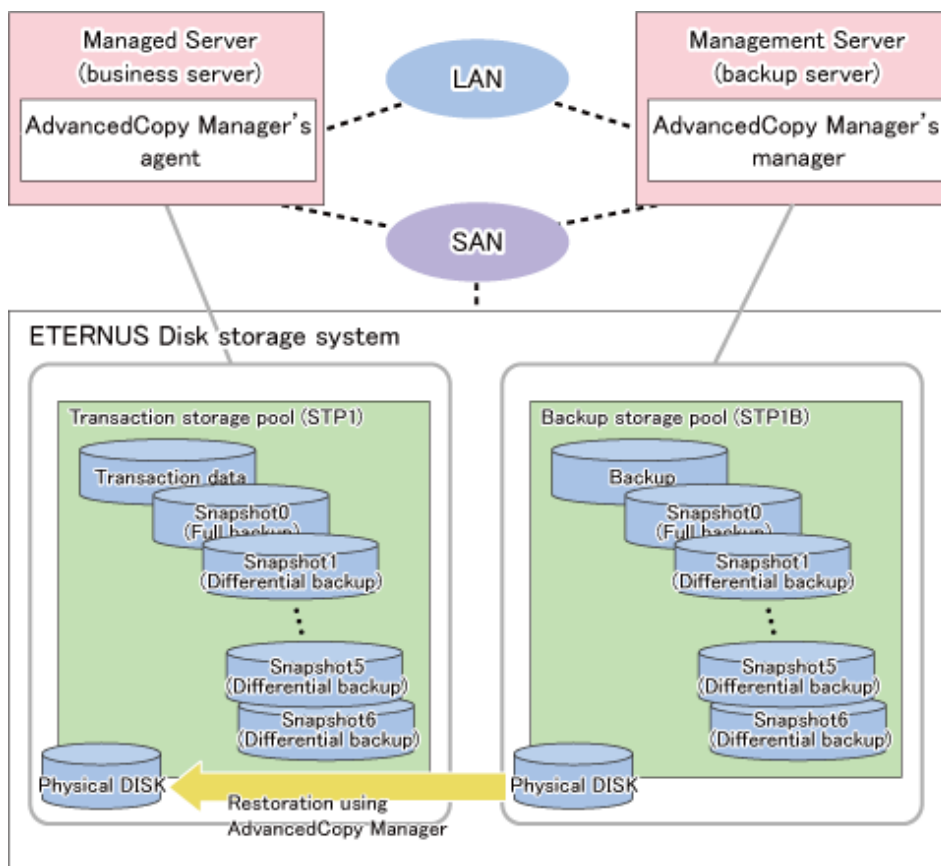 Managed Server
(business server)
AdvancedCopy Manager's
agent
LAN
Management Server
(backup server)
AdvancedCopy Manager's
manager
SAN
ETERNUS Disk storage system
Transaction storage pool (STP1)
Transaction data
Snapshot0
(Full backup)
Snapshot1
(Differential backup)
Snapshot5
(Differential backup)
Snapshot6
(Differential backup)
Physical DISK
Backup storage pool (STP1B)
Backup
Snapshot0
(Full backup)
Snapshot1
(Differential backup)
Snapshot5
(Differential backup)
Snapshot6
(Differential backup)
Physical DISK
Restoration using
AdvancedCopy Manager